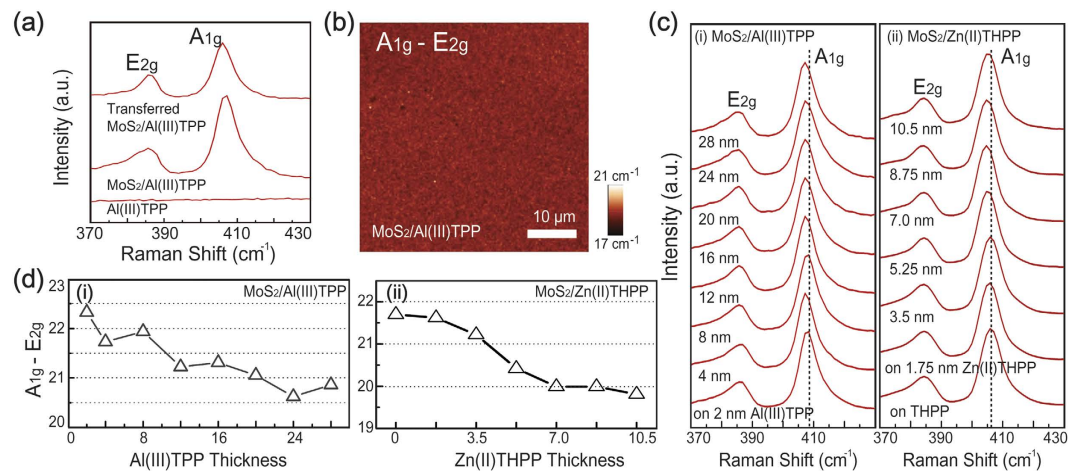 (a)
A1g
E2g
Transferred
MoS2/Al(III)TPP
MoS2/Al(III)TPP
Al(III)TPP
Intensity (a.u.)
370 390 410 430
Raman Shift (cm-1)
(b)
A1g - E2g
MoS2/Al(III)TPP
10 µm
21 cm-1
17 cm-1
(c)
(i) MoS2/Al(III)TPP
A1g
E2g
28 nm
24 nm
20 nm
16 nm
12 nm
8 nm
4 nm
on 2 nm Al(III)TPP
Intensity (a.u.)
370 390 410
Raman Shift (cm-1)
(ii) MoS2/Zn(II)THPP
A1g
E2g
10.5 nm
8.75 nm
7.0 nm
5.25 nm
3.5 nm
on 1.75 nm Zn(II)THPP
on THPP
370 390 410 430
Raman Shift (cm-1)
(d)
(i)
MoS2/Al(III)TPP
A1g - E2g
22.5
22
21.5
21
20.5
20
0 8 16 24
Al(III)TPP Thickness
(ii)
MoS2/Zn(II)THPP
22
21
20
19
0 3.5 7.0 10.5
Zn(II)THPP Thickness